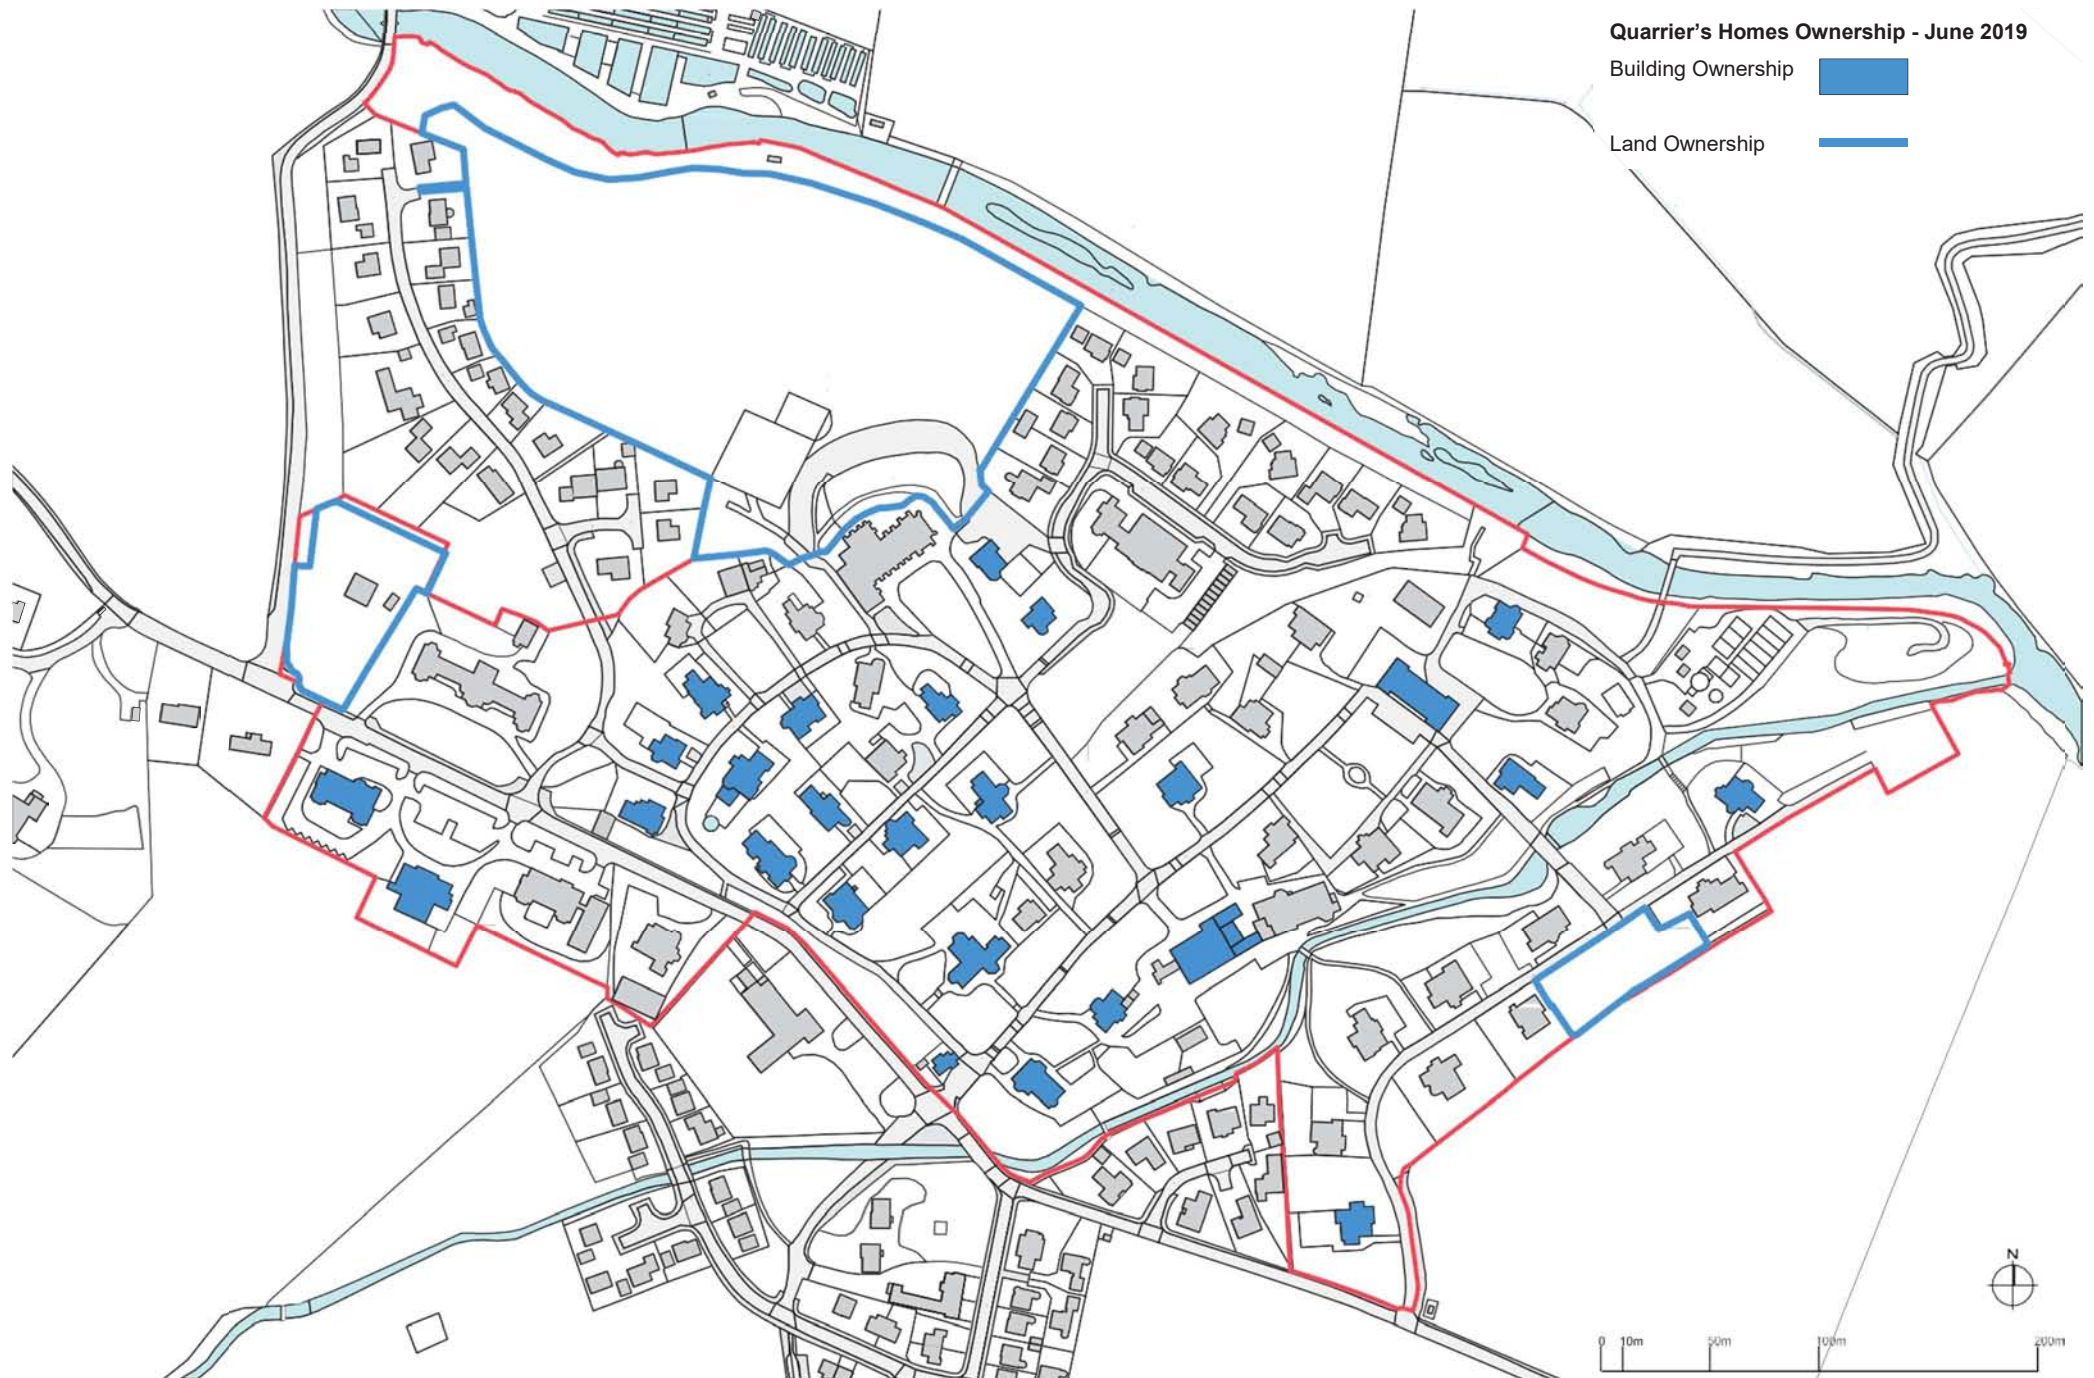 Quarrier's Homes Ownership - June 2019
Building Ownership
Land Ownership
N
0 10m 50m 100m 200m